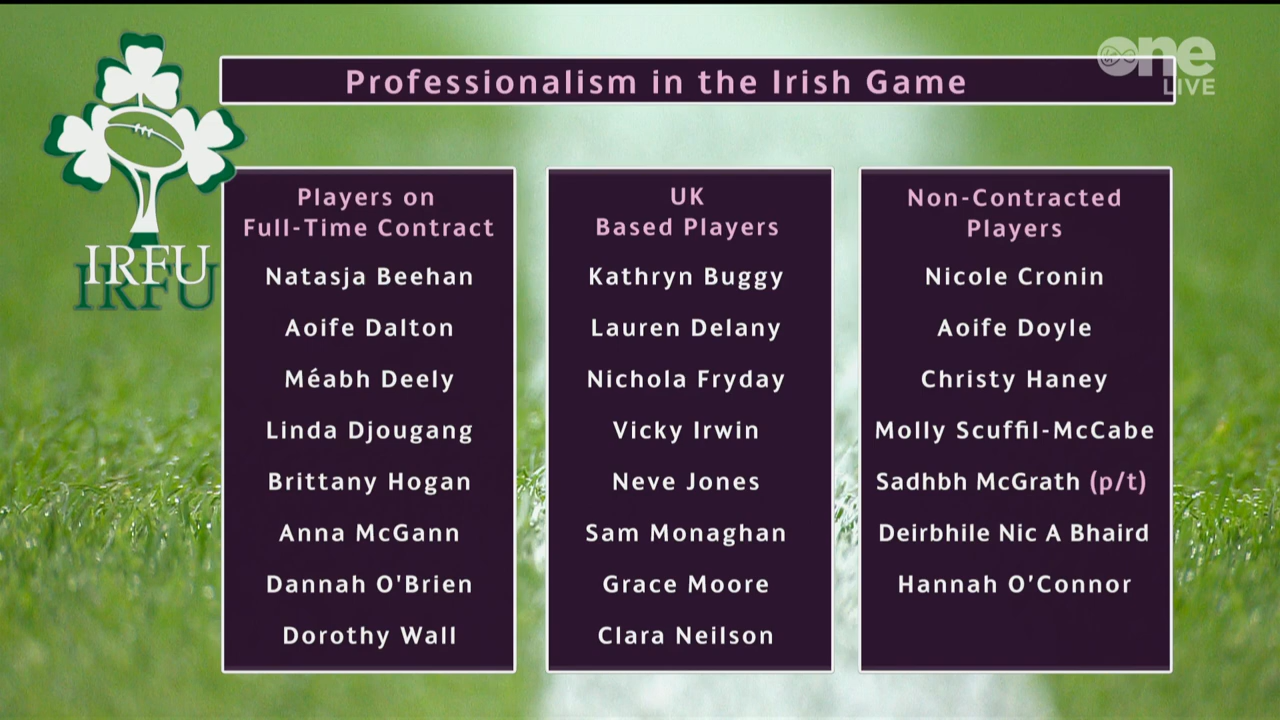 Professionalism in the Irish Game
one
LIVE
IRFU
Players on
Full-Time Contract
Natasja Beehan
Aoife Dalton
Méabh Deely
Linda Djougang
Brittany Hogan
Anna McGann
Dannah O'Brien
Dorothy Wall
UK
Based Players
Kathryn Buggy
Lauren Delany
Nichola Fryday
Vicky Irwin
Neve Jones
Sam Monaghan
Grace Moore
Clara Neilson
Non-Contracted
Players
Nicole Cronin
Aoife Doyle
Christy Haney
Molly Scuffil-McCabe
Sadhbh McGrath (p/t)
Deirbhile Nic A Bhaird
Hannah O’Connor